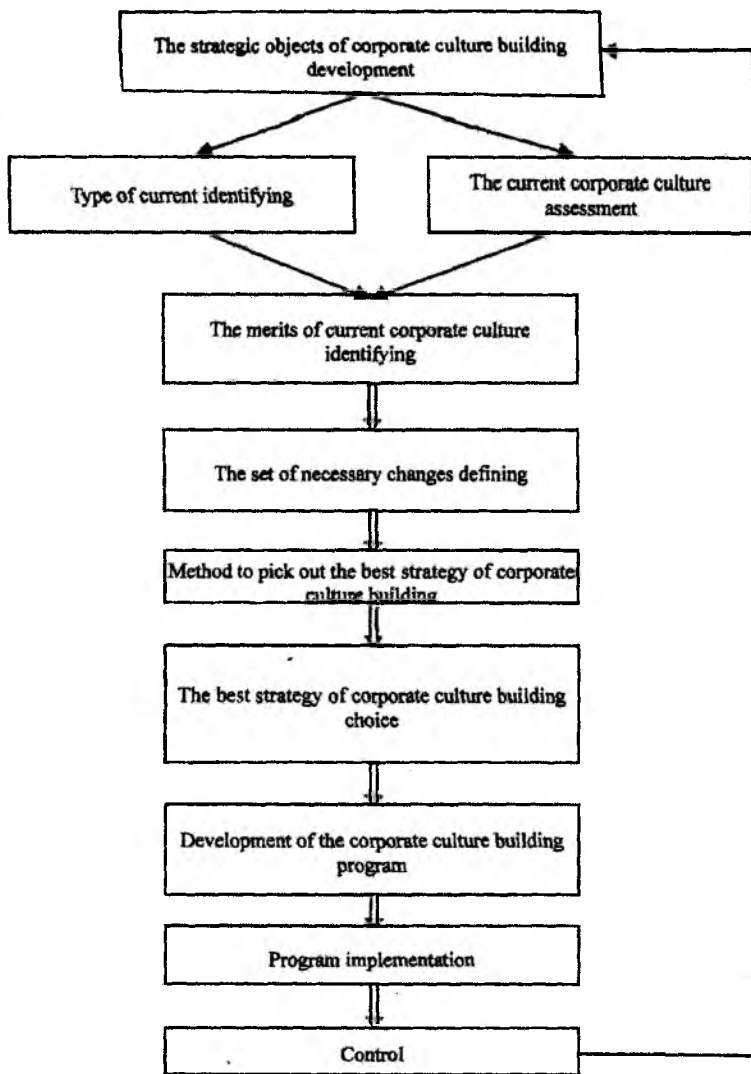 The strategic objects of corporate culture building
development
Type of current identifying
The current corporate culture
assessment
The merits of current corporate culture
identifying
The set of necessary changes defining
Method to pick out the best strategy of corporate
culture building
The best strategy of corporate culture building
choice
Development of the corporate culture building
program
Program implementation
Control